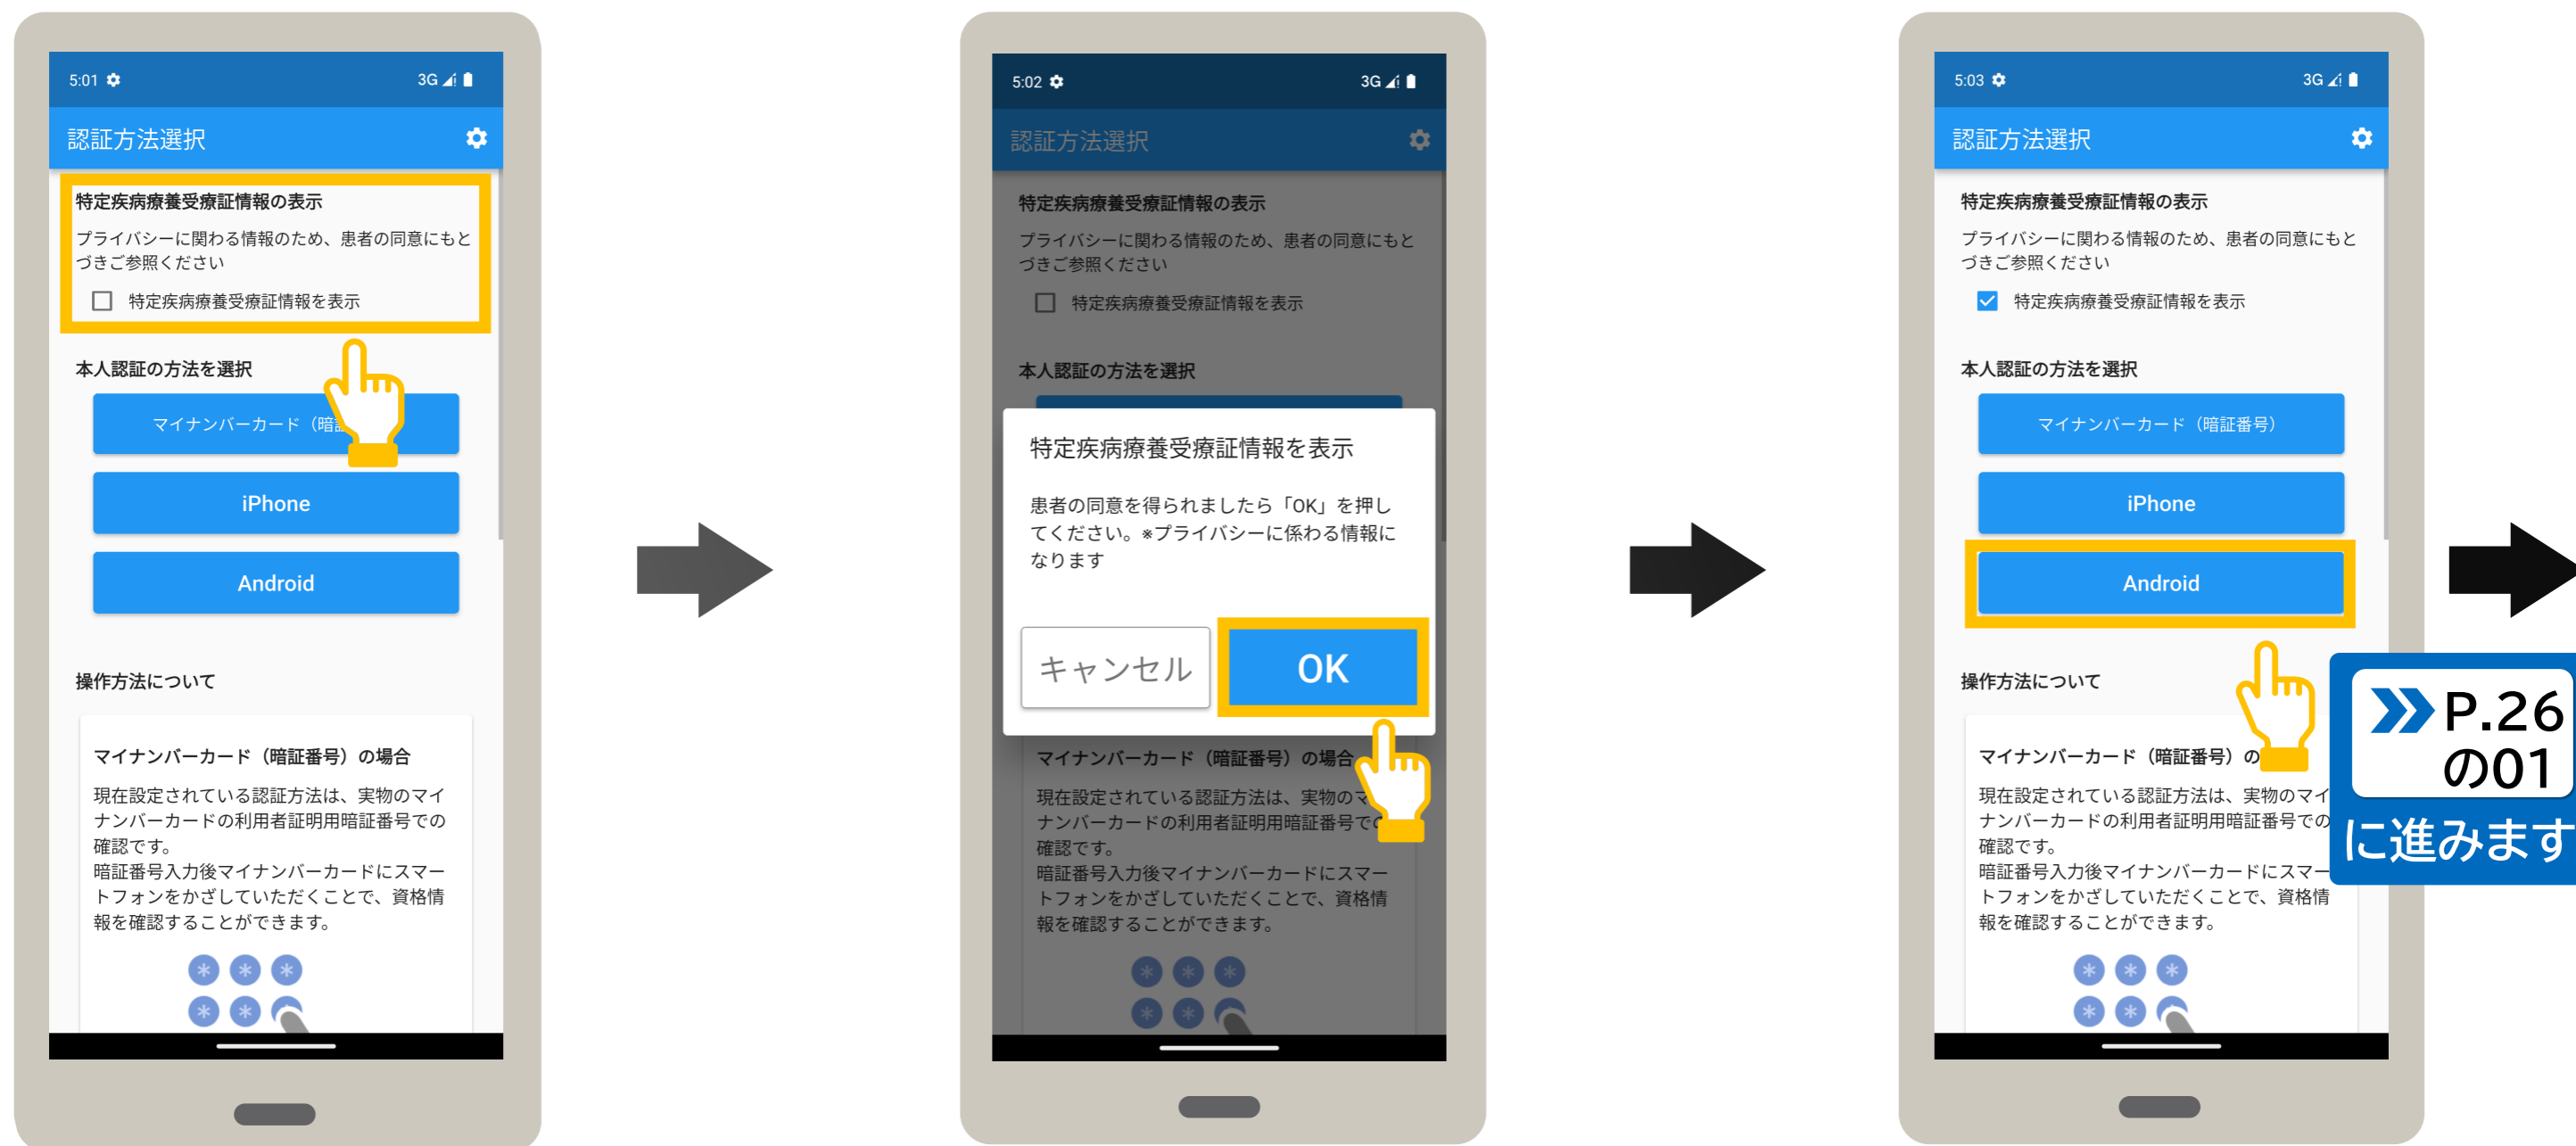 5:01
3G
認証方法選択
特定疾病療養受療証情報の表示
プライバシーに関わる情報のため、患者の同意にもと
づきご参照ください
特定疾病療養受療証情報を表示
本人認証の方法を選択
マイナンバーカード（暗
iPhone
Android
操作方法について
マイナンバーカード（暗証番号）の場合
現在設定されている認証方法は、実物のマイ
ナンバーカードの利用者証明用暗証番号での
確認です。
暗証番号入力後マイナンバーカードにスマー
トフォンをかざしていただくことで、資格情
報を確認することができます。
5:02
3G
認証方法選択
特定疾病療養受療証情報の表示
プライバシーに関わる情報のため、患者の同意にもと
づきご参照ください
特定疾病療養受療証情報を表示
本人認証の方法を選択
特定疾病療養受療証情報を表示
患者の同意を得られましたら「OK」を押し
てください。※プライバシーに係わる情報に
なります
キャンセル
OK
マイナンバーカード（暗証番号）の場合
現在設定されている認証方法は、実物のマ
ナンバーカードの利用者証明用暗証番号で
確認です。
暗証番号入力後マイナンバーカードにスマー
トフォンをかざしていただくことで、資格情
報を確認することができます。
5:03
3G
認証方法選択
特定疾病療養受療証情報の表示
プライバシーに関わる情報のため、患者の同意にもと
づきご参照ください
特定疾病療養受療証情報を表示
本人認証の方法を選択
マイナンバーカード（暗証番号）
iPhone
Android
操作方法について
マイナンバーカード（暗証番号）の
現在設定されている認証方法は、実物のマイ
ナンバーカードの利用者証明用暗証番号での
確認です。
暗証番号入力後マイナンバーカードにスマー
トフォンをかざしていただくことで、資格情
報を確認することができます。
P.26
の01
に進みます